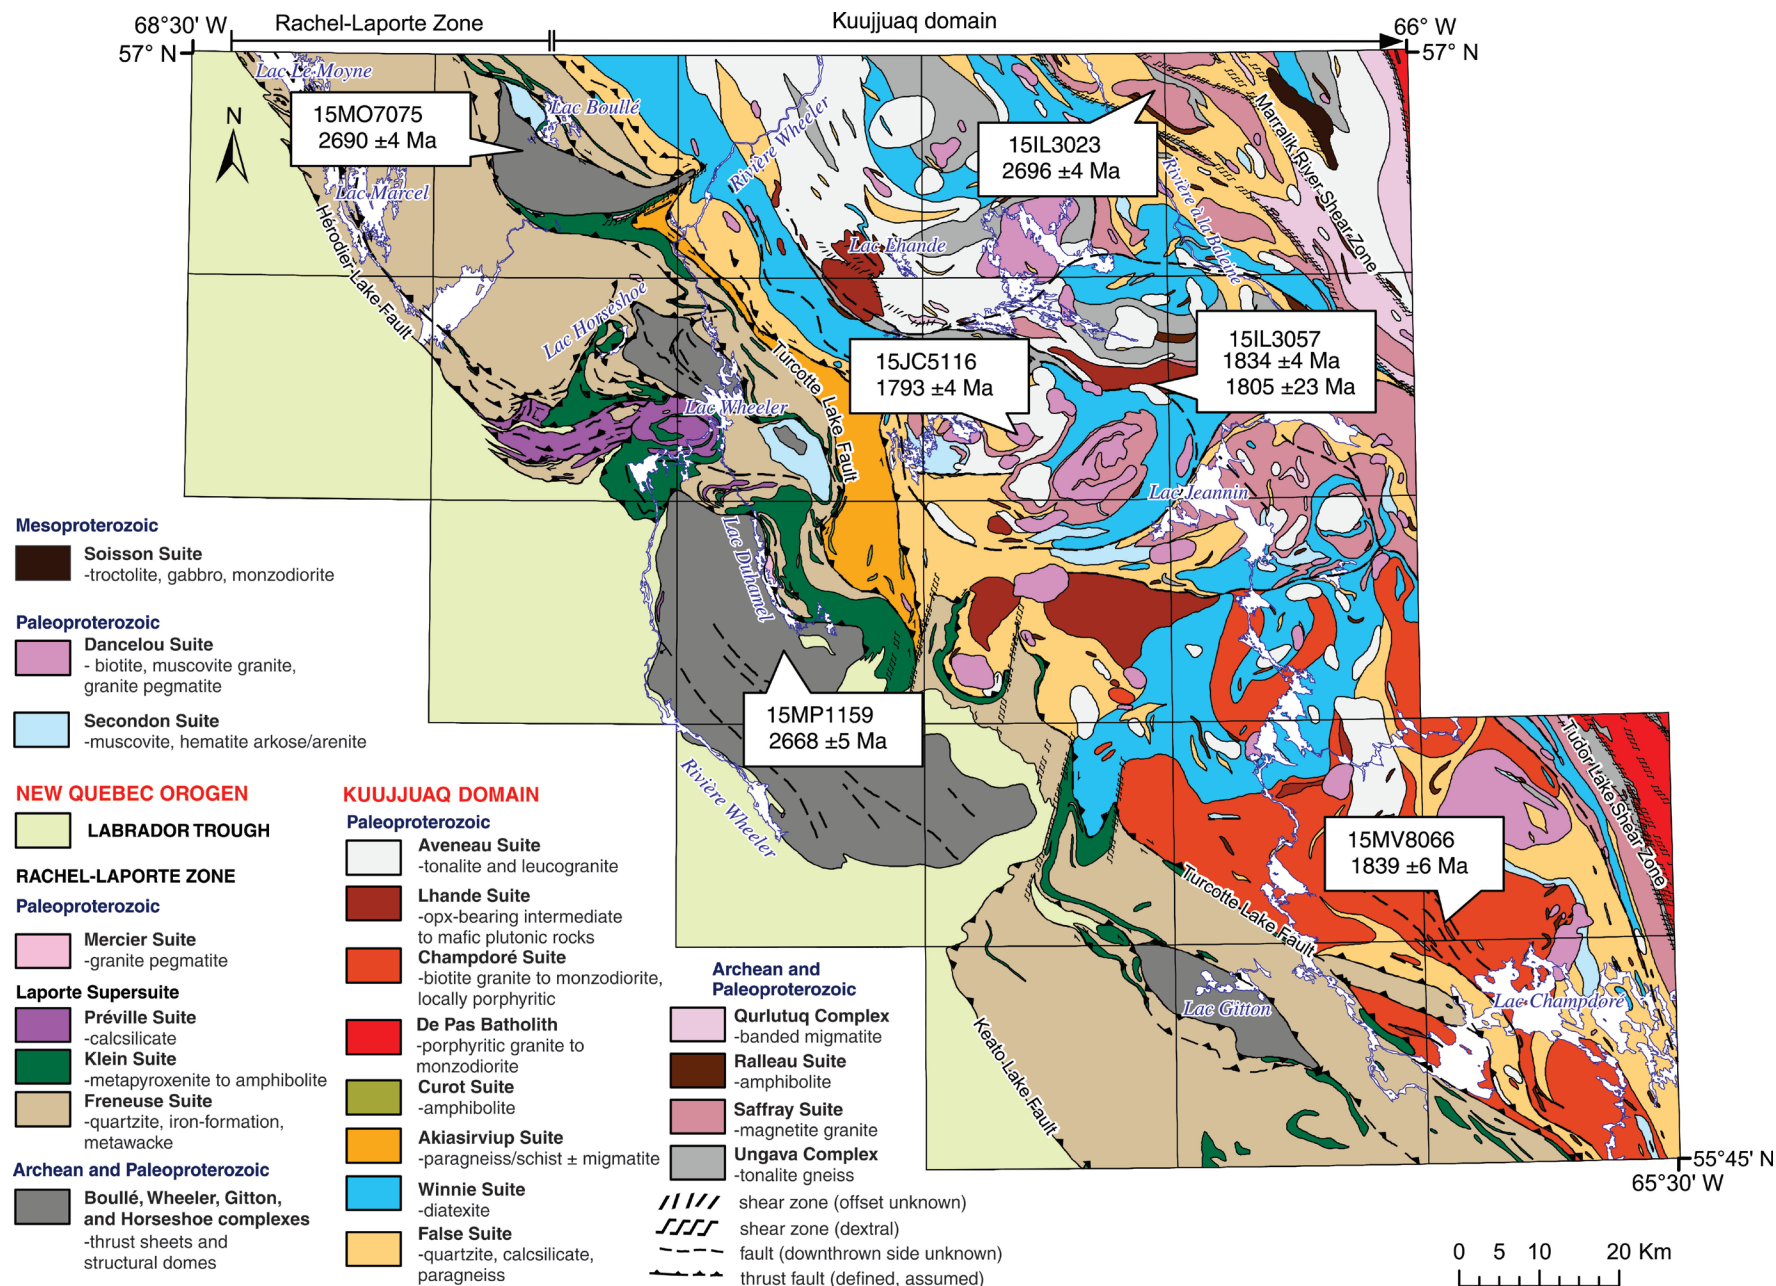 68°30' W
Rachel-Laporte Zone
Kuujjuaq domain
66° W
57° N
57° N
N
Lac Le Moyne
Lac Boullé
15MO7075
2690 ±4 Ma
Lac Marcel
Rivière Wheeler
15IL3023
2696 ±4 Ma
Marralik River Shear Zone
Rivière à la Baleine
Héroder Lake Fault
Lac Lhande
Lac Horseshoe
15IL3057
1834 ±4 Ma
1805 ±23 Ma
15JC5116
1793 ±4 Ma
Turcotte Lake Fault
Lac Wheeler
Lac Jeannin
Lac Duhamel
15MP1159
2668 ±5 Ma
Rivière Wheeler
Tudor Lake Shear Zone
15MV8066
1839 ±6 Ma
Turcotte Lake Fault
Lac Gitton
Lac Champdoré
Keato Lake Fault
1
1
55°45' N
65°30' W
0 5 10 20 Km
Mesoproterozoic
Soisson Suite
-troctolite, gabbro, monzodiorite
Paleoproterozoic
Dancelou Suite
- biotite, muscovite granite,
granite pegmatite
Secondon Suite
-muscovite, hematite arkose/arenite
NEW QUEBEC OROGEN
LABRADOR TROUGH
RACHEL-LAPORTE ZONE
Paleoproterozoic
Mercier Suite
-granite pegmatite
Laporte Supersuite
Préville Suite
-calcsilicate
Klein Suite
-metapyroxenite to amphibolite
Freneuse Suite
-quartzite, iron-formation,
metawacke
Archean and Paleoproterozoic
Boullé, Wheeler, Gitton,
and Horseshoe complexes
-thrust sheets and
structural domes
KUUJJUAQ DOMAIN
Paleoproterozoic
Aveneau Suite
-tonalite and leucogranite
Lhande Suite
-opx-bearing intermediate
to mafic plutonic rocks
Champdoré Suite
-biotite granite to monzodiorite,
locally porphyritic
De Pas Batholith
-porphyritic granite to
monzodiorite
Curot Suite
-amphibolite
Akiasirviup Suite
-paragneiss/schist ± migmatite
Winnie Suite
-diatexite
False Suite
-quartzite, calcsilicate,
paragneiss
Archean and
Paleoproterozoic
Qurlutuq Complex
-banded migmatite
Ralleau Suite
-amphibolite
Saffray Suite
-magnetite granite
Ungava Complex
-tonalite gneiss
shear zone (offset unknown)
shear zone (dextral)
fault (downthrown side unknown)
thrust fault (defined, assumed)